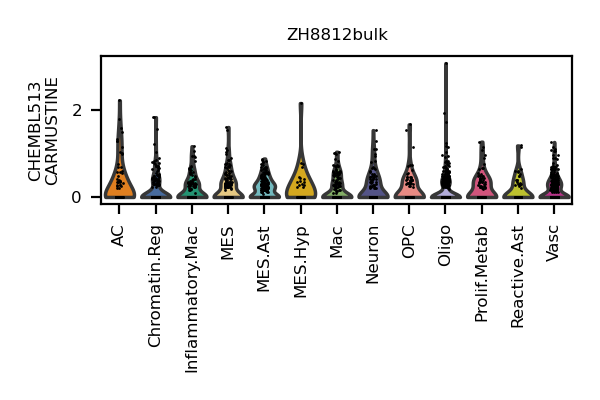 ZH8812bulk
CHEMBL513
CARMUSTINE
2
0
AC
Chromatin.Reg
Inflammatory.Mac
MES
MES.Ast
MES.Hyp
Mac
Neuron
OPC
Oligo
Prolif.Metab
Reactive.Ast
Vasc